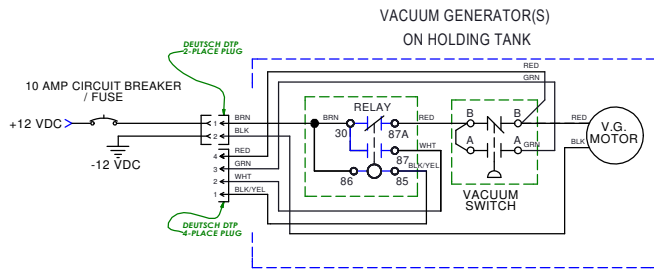 VACUUM GENERATOR(S)
ON HOLDING TANK
DEUTSCH DTP
2-PLACE PLUG
10 AMP CIRCUIT BREAKER
/ FUSE
+12 VDC
-12 VDC
1
2
BRN
BLK
4
3
2
1
RED
GRN
WHT
BLK/YEL
DEUTSCH DTP
4-PLACE PLUG
RED
GRN
RELAY
BRN
30
87A
RED
87
WHT
86
85
BLK/YEL
B
B
A
A
GRN
VACUUM
SWITCH
RED
BLK
V.G.
MOTOR